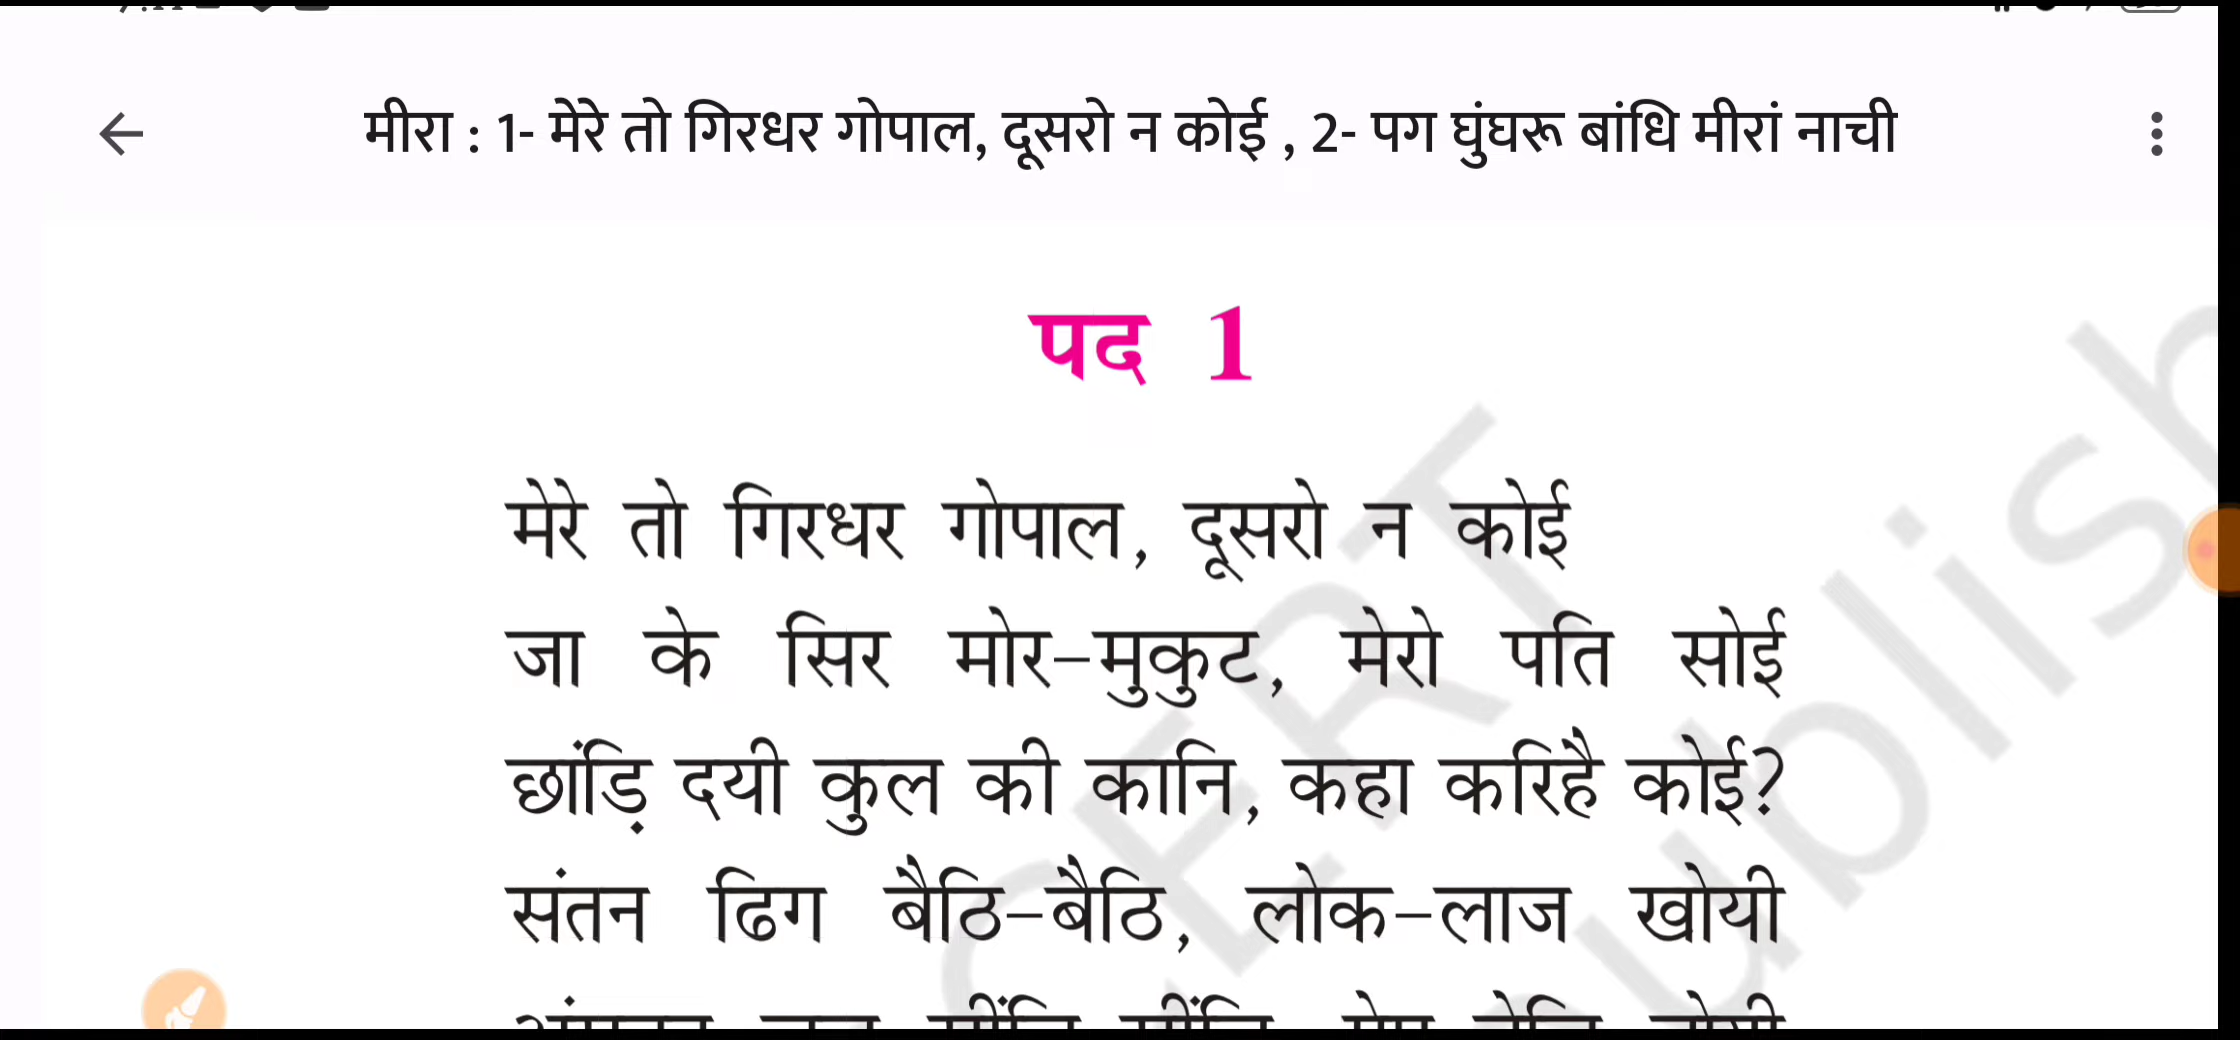 मीरा : 1- मेरे तो गिरधर गोपाल, दूसरो न कोई , 2- पग घुंघरू बांधि मीरां नाची
पद 1
मेरे तो गिरधर गोपाल, दूसरो न कोई
जा के सिर मोर-मुकुट, मेरो पति सोई
छांड़ि दयी कुल की कानि, कहा करिहै कोई?
संतन ढिग बैठि-बैठि, लोक-लाज खोयी